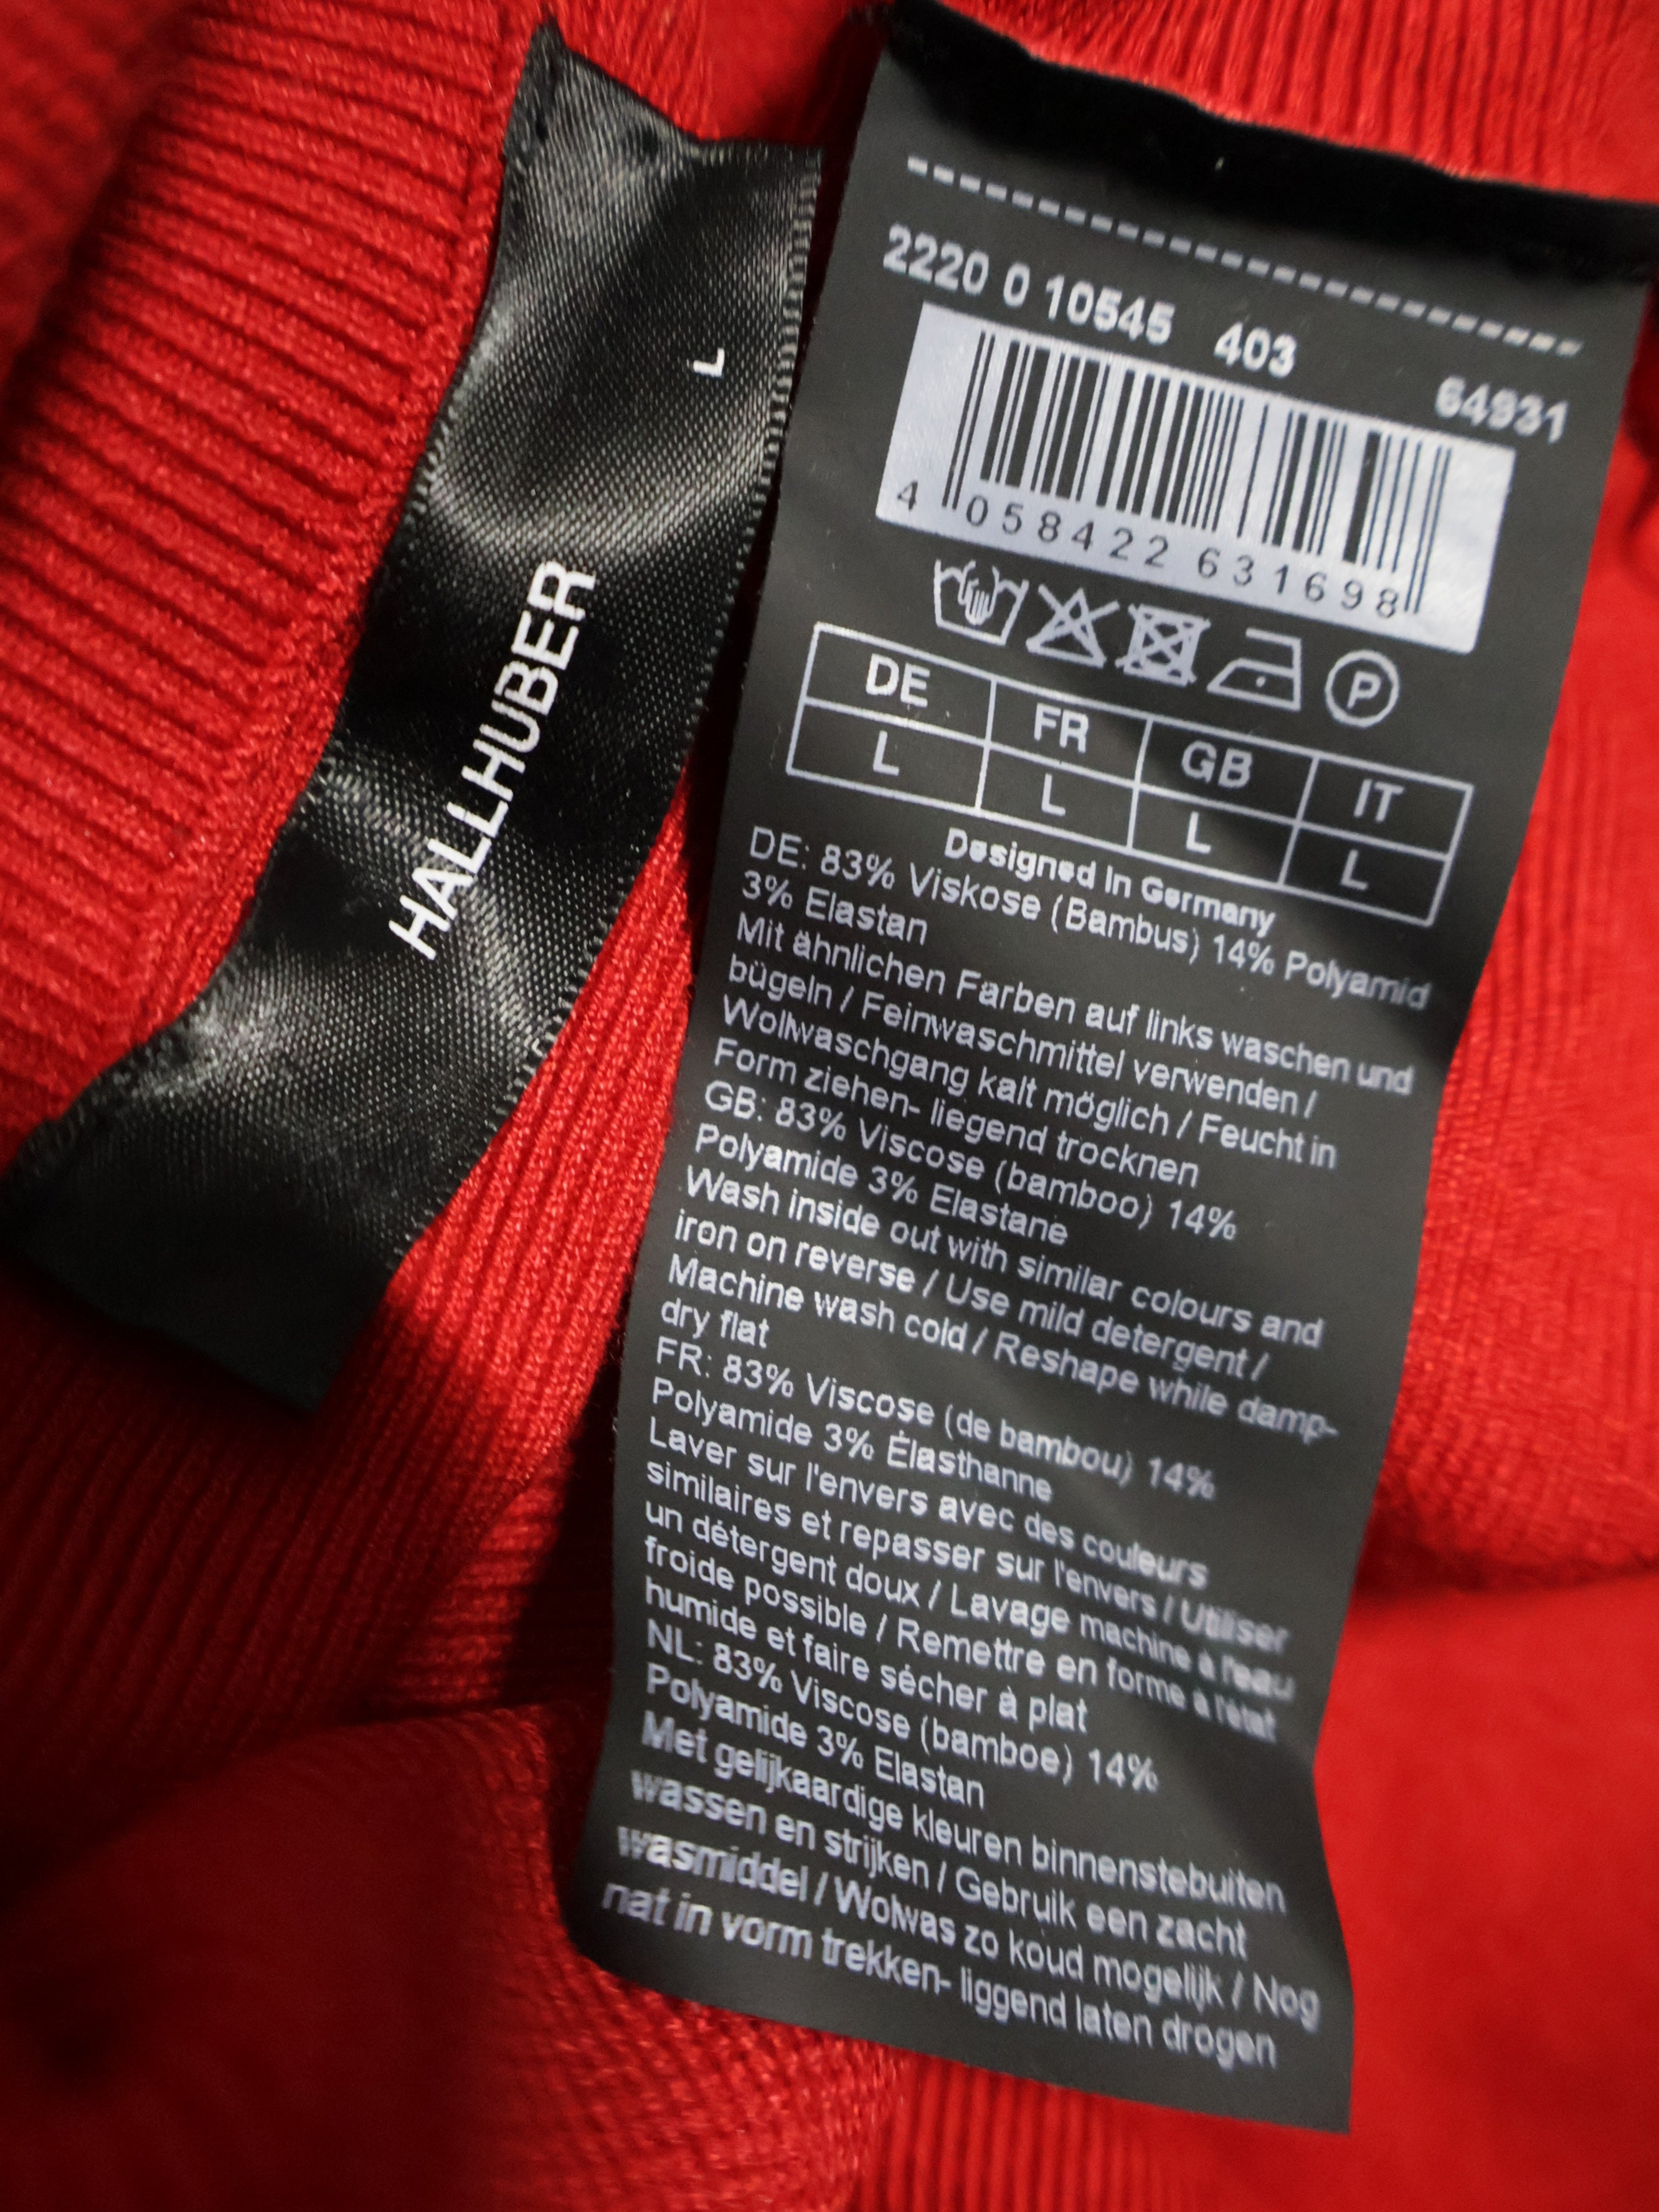 L
HALLHUBER
2220 0 10545 403
64931
4 058422 631698
P
DE FR GB IT
L L L L
Designed In Germany
DE: 83% Viskose (Bambus) 14% Polyamid
3% Elastan
Mit ähnlichen Farben auf links waschen und
bügeln / Feinwaschmittel verwenden /
Wollwaschgang kalt möglich / Feucht in
Form ziehen- liegend trocknen
GB: 83% Viscose (bamboo) 14%
Polyamide 3% Elastane
Wash inside out with similar colours and
iron on reverse / Use mild detergent /
Machine wash cold / Reshape while damp-
dry flat
FR: 83% Viscose (de bambou) 14%
Polyamide 3% Élasthanne
Laver sur l'envers avec des couleurs
similaires et repasser sur l'envers / Utiliser
un détergent doux / Lavage machine à l'eau
froide possible / Remettre en forme à l'état
humide et faire sécher à plat
NL: 83% Viscose (bamboe) 14%
Polyamide 3% Elastan
Met gelijkaardige kleuren binnenstebuiten
wassen en strijken / Gebruik een zacht
wasmiddel / Wolwas zo koud mogelijk / Nog
nat in vorm trekken- liggend laten drogen